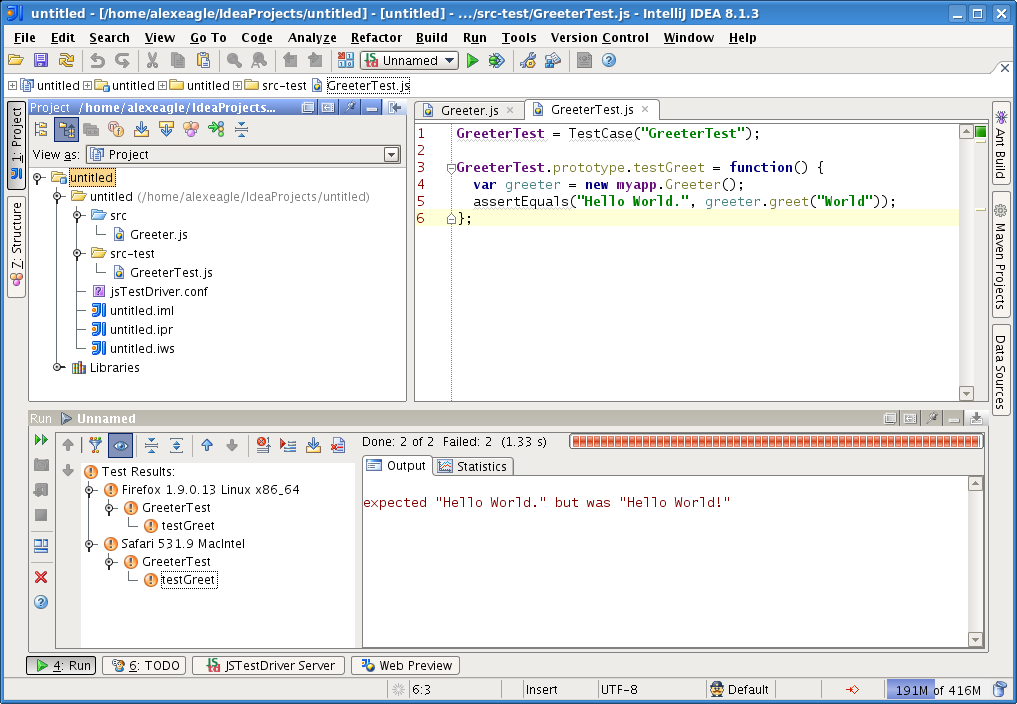 untitled - [/home/alexeagle/IdeaProjects/untitled] - [untitled] - .../src-test/GreeterTest.js - IntelliJ IDEA 8.1.3
File Edit Search View Go To Code Analyze Refactor Build Run Tools Version Control Window Help
Unnamed
untitled untitled untitled src-test GreeterTest.js
1: Project
Z: Structure
Project /home/alexeagle/IdeaProjects...
View as: Project
untitled
untitled (/home/alexeagle/IdeaProjects/untitled)
src
Greeter.js
src-test
GreeterTest.js
jsTestDriver.conf
untitled.iml
untitled.ipr
untitled.iws
Libraries
Greeter.js GreeterTest.js
1 GreeterTest = TestCase("GreeterTest");
2
3 GreeterTest.prototype.testGreet = function() {
4 var greeter = new myapp.Greeter();
5 assertEquals("Hello World.", greeter.greet("World"));
6 };
Ant Build
Maven Projects
Data Sources
Run Unnamed
Done: 2 of 2 Failed: 2 (1.33 s)
Test Results:
Firefox 1.9.0.13 Linux x86_64
GreeterTest
testGreet
Safari 531.9 MacIntel
GreeterTest
testGreet
Output Statistics
expected "Hello World." but was "Hello World!"
4: Run 6: TODO JSTestDriver Server Web Preview
6:3 Insert UTF-8 Default 191M of 416M